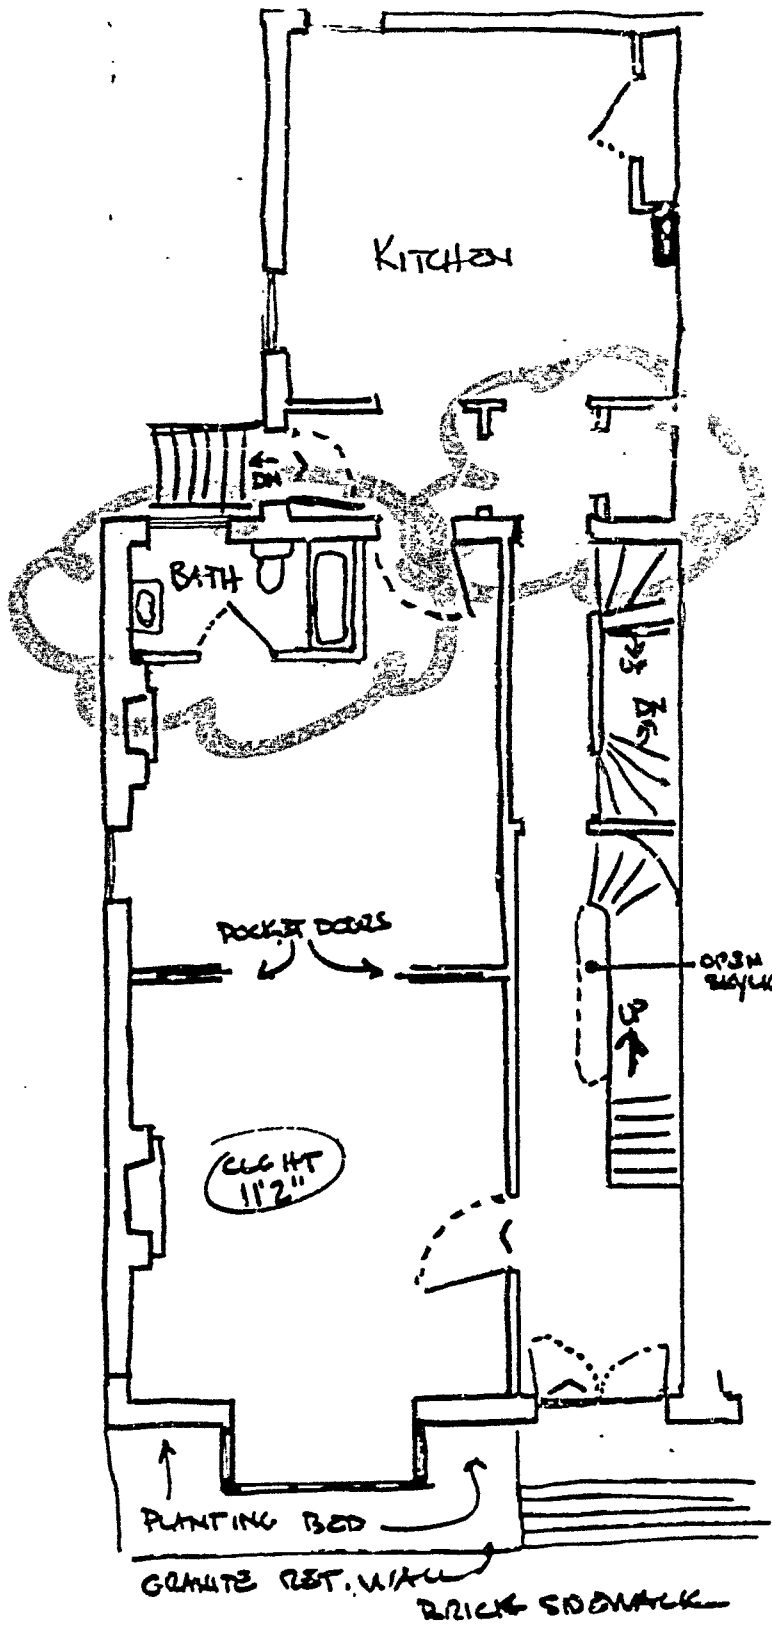 KITCHEN
DN
BATH
DN
POCKET DOORS
OPEN
UP
CLG HT
11'2"
PLANTING BED
GRANITE RET. WALL
BRICK SIDEWALK